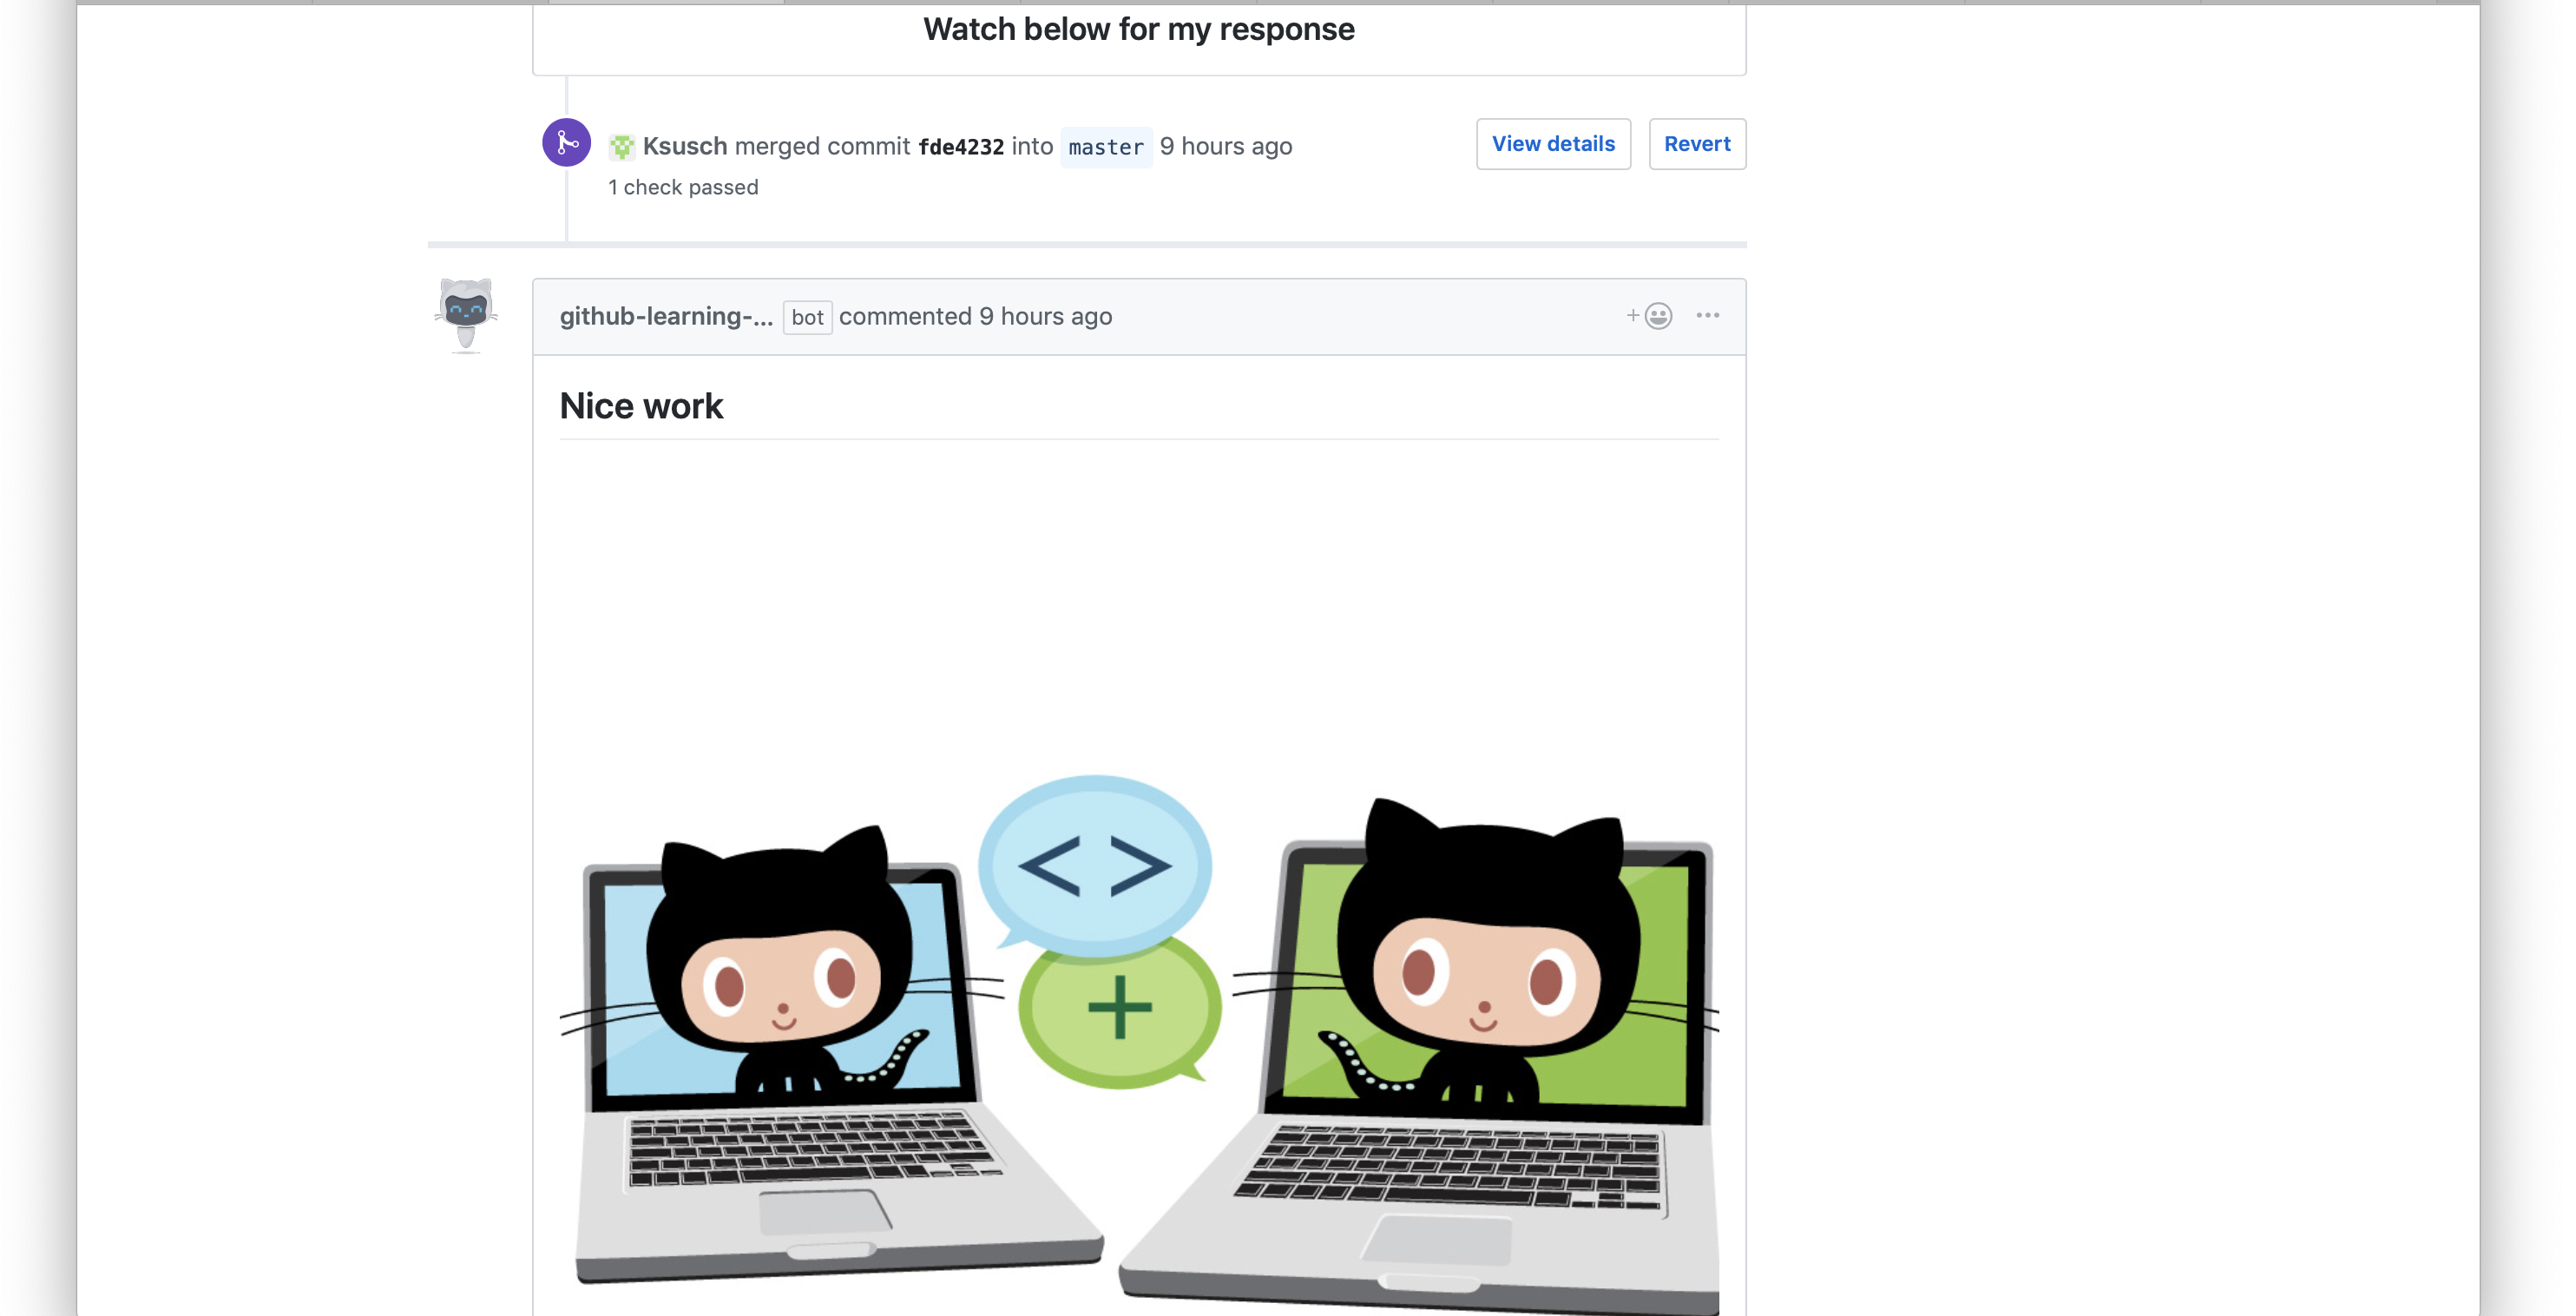 Watch below for my response
Ksusch merged commit fde4232 into master 9 hours ago
View details
Revert
1 check passed
github-learning-... bot commented 9 hours ago
Nice work
< >
+